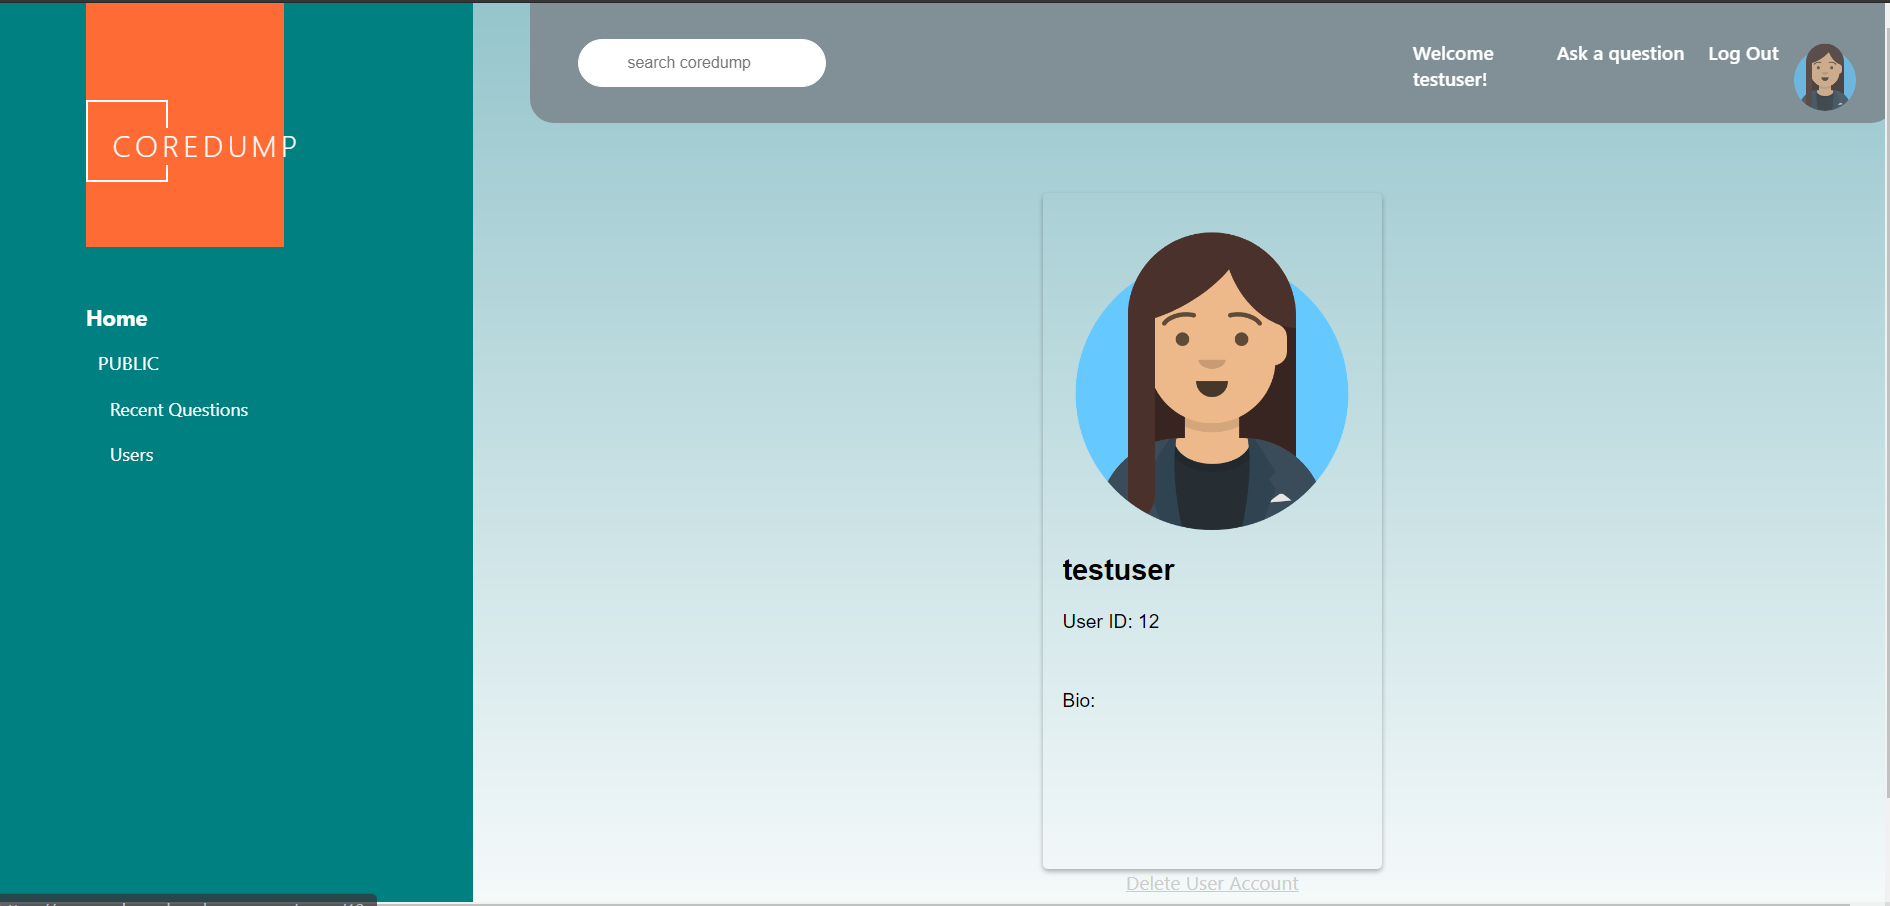 COREDUMP
Home
PUBLIC
Recent Questions
Users
search coredump
Welcome
testuser!
Ask a question
Log Out
testuser
User ID: 12
Bio:
Delete User Account